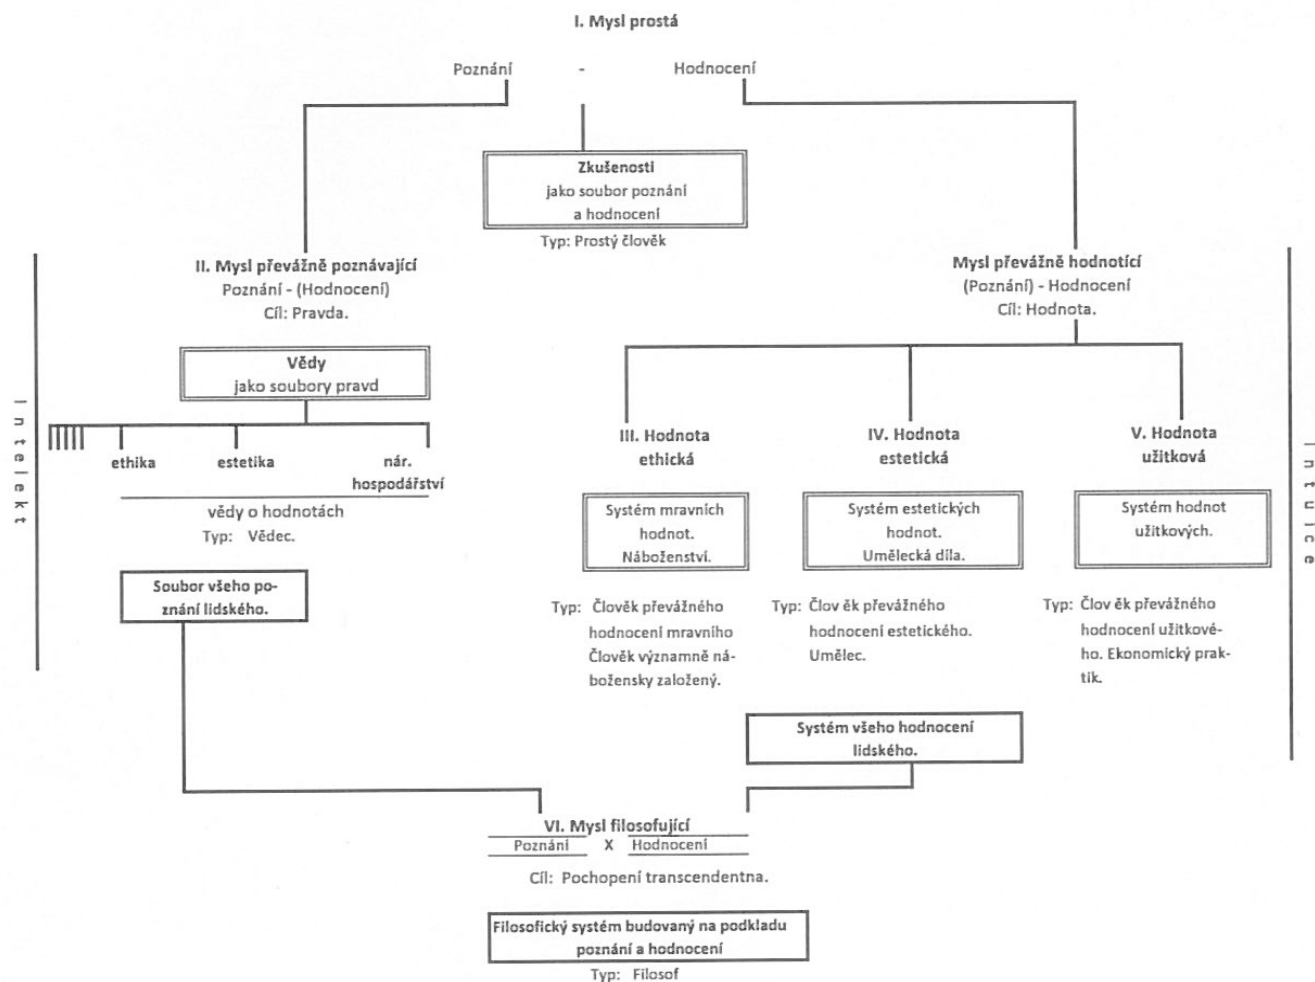 I. Mysl prostá
Poznání - Hodnocení
Zkušenosti
jako soubor poznání
a hodnocení
Typ: Prostý člověk
Intelekt
II. Mysl převážně poznávající
Poznání - (Hodnocení)
Cíl: Pravda.
Vědy
jako soubory pravd
ethika
estetika
nár.
hospodářství
vědy o hodnotách
Typ: Vědec.
Soubor všeho po-
znání lidského.
Mysl převážně hodnotící
(Poznání) - Hodnocení
Cíl: Hodnota.
III. Hodnota
ethická
Systém mravních
hodnot.
Náboženství.
Typ: Člověk převážného
hodnocení mravního
Člověk významně ná-
božensky založený.
IV. Hodnota
estetická
Systém estetických
hodnot.
Umělecká díla.
Typ: Člov ěk převážného
hodnocení estetického.
Umělec.
V. Hodnota
užitková
Systém hodnot
užitkových.
Typ: Člov ěk převážného
hodnocení užitkové-
ho. Ekonomický prak-
tik.
Intuice
Systém všeho hodnocení
lidského.
VI. Mysl filosofující
Poznání X Hodnocení
Cíl: Pochopení transcendentna.
Filosofický systém budovaný na podkladu
poznání a hodnocení
Typ: Filosof